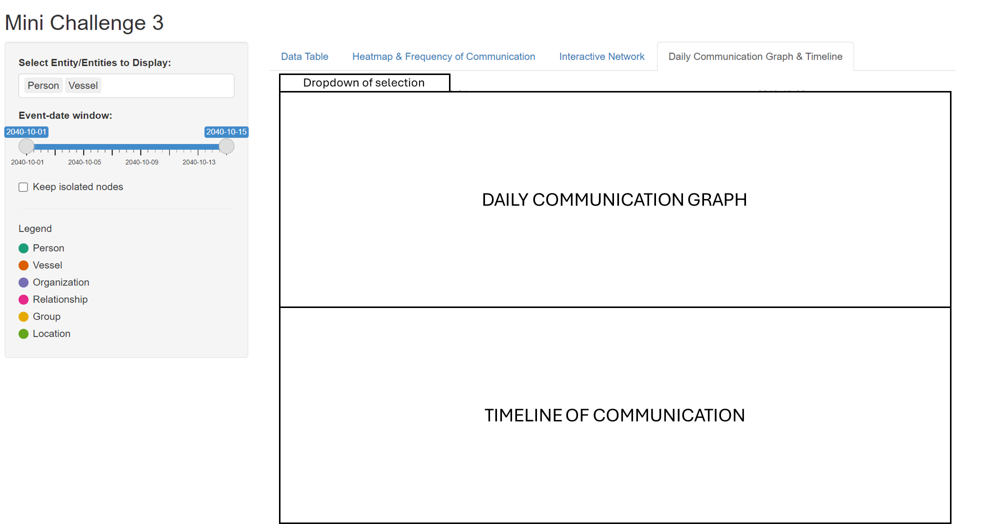 Mini Challenge 3
Select Entity/Entities to Display:
Person Vessel
Event-date window:
2040-10-01 2040-10-15
2040-10-01 2040-10-05 2040-10-09 2040-10-13
Keep isolated nodes
Legend
Person
Vessel
Organization
Relationship
Group
Location
Data Table Heatmap & Frequency of Communication Interactive Network Daily Communication Graph & Timeline
Dropdown of selection
DAILY COMMUNICATION GRAPH
TIMELINE OF COMMUNICATION